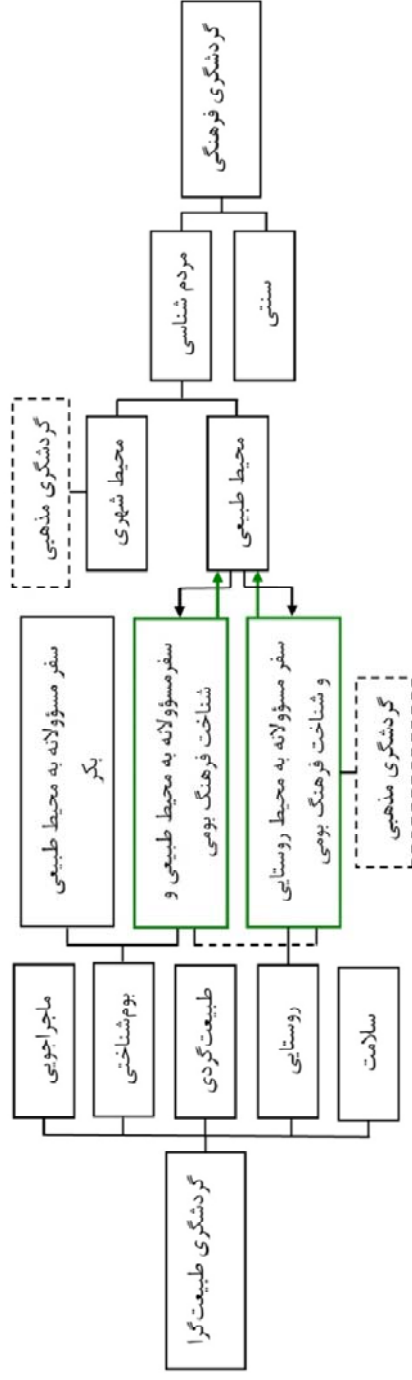 گردشگری فرهنگی
مردم شناسی
سنتی
گردشگری مذهبی
محیط شهری
محیط طبیعی
سفر مسؤولانه به محیط طبیعی
بکر
سفرمسؤولانه به محیط طبیعی و
شناخت فرهنگ بومی
سفر مسؤولانه به محیط روستایی
و شناخت فرهنگ بومی
گردشگری مذهبی
ماجراجویی
بوم‌شناختی
طبیعت‌گردی
روستایی
سلامت
گردشگری طبیعت‌گرا